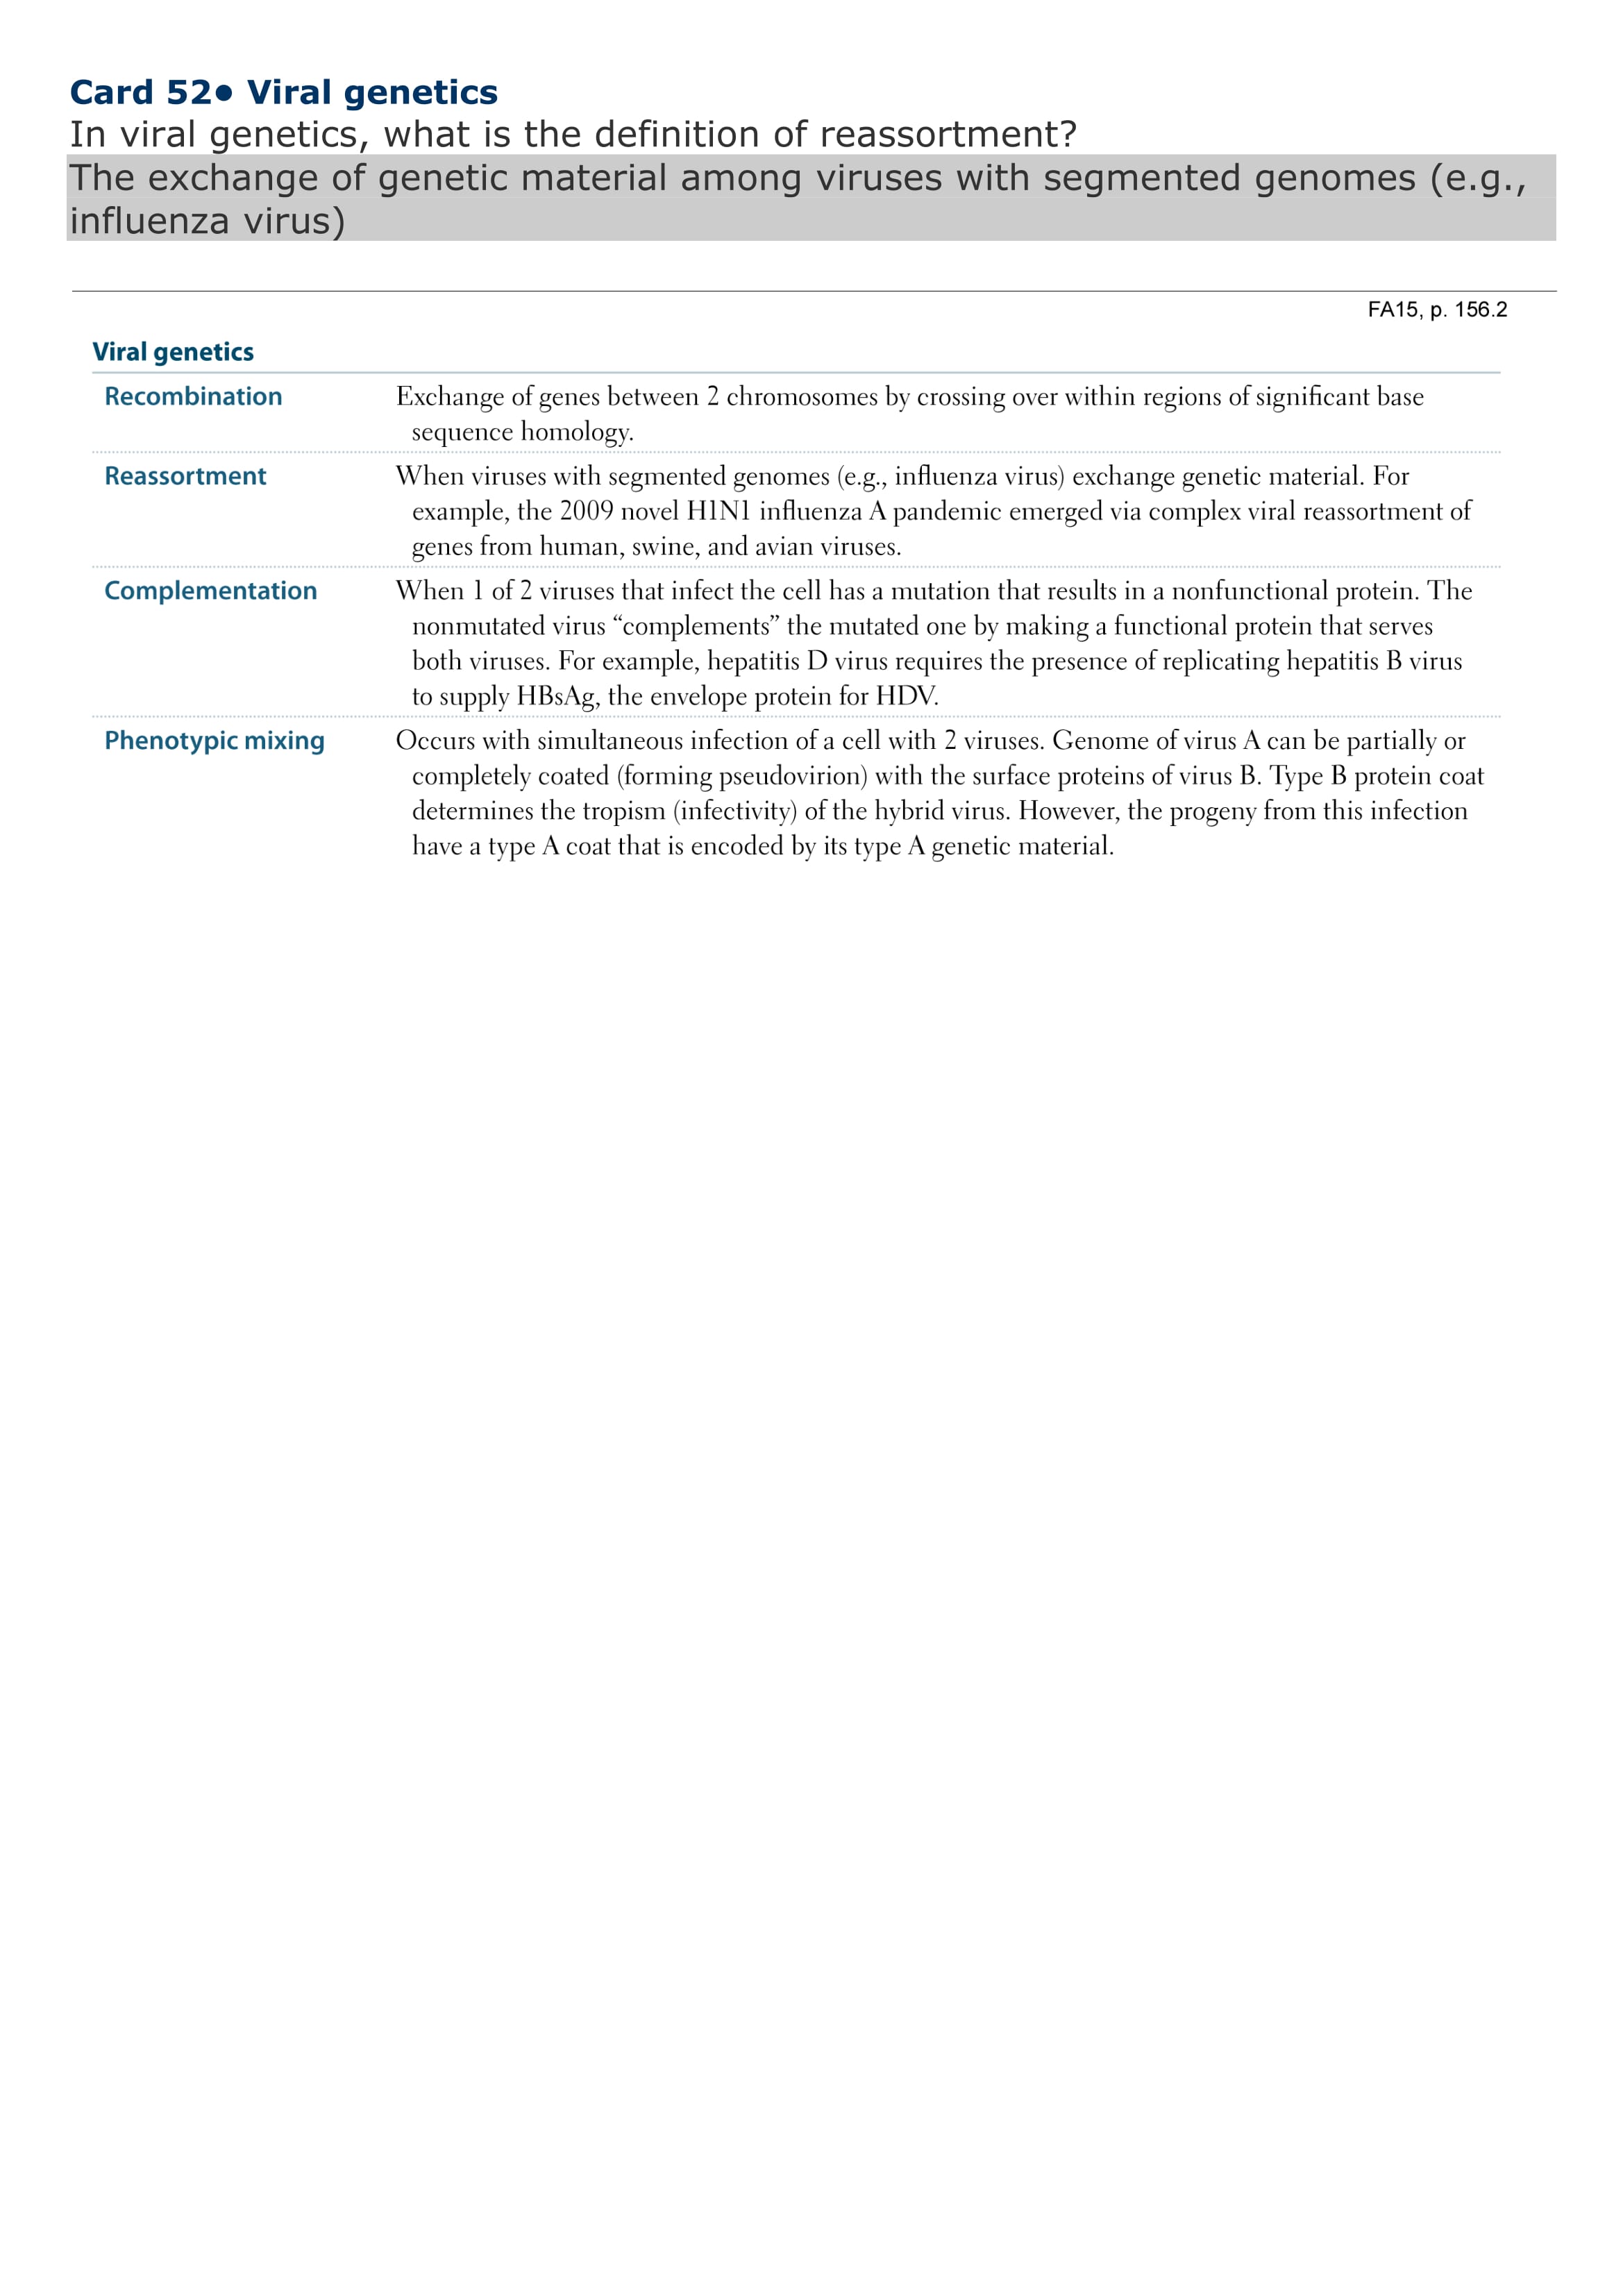 Card 52● Viral genetics
In viral genetics, what is the definition of reassortment?
The exchange of genetic material among viruses with segmented genomes (e.g.,
influenza virus)
FA15, p. 156.2
Viral genetics
Recombination Exchange of genes between 2 chromosomes by crossing over within regions of significant base
sequence homology.
Reassortment When viruses with segmented genomes (e.g., influenza virus) exchange genetic material. For
example, the 2009 novel H1N1 influenza A pandemic emerged via complex viral reassortment of
genes from human, swine, and avian viruses.
Complementation When 1 of 2 viruses that infect the cell has a mutation that results in a nonfunctional protein. The
nonmutated virus “complements” the mutated one by making a functional protein that serves
both viruses. For example, hepatitis D virus requires the presence of replicating hepatitis B virus
to supply HBsAg, the envelope protein for HDV.
Phenotypic mixing Occurs with simultaneous infection of a cell with 2 viruses. Genome of virus A can be partially or
completely coated (forming pseudovirion) with the surface proteins of virus B. Type B protein coat
determines the tropism (infectivity) of the hybrid virus. However, the progeny from this infection
have a type A coat that is encoded by its type A genetic material.